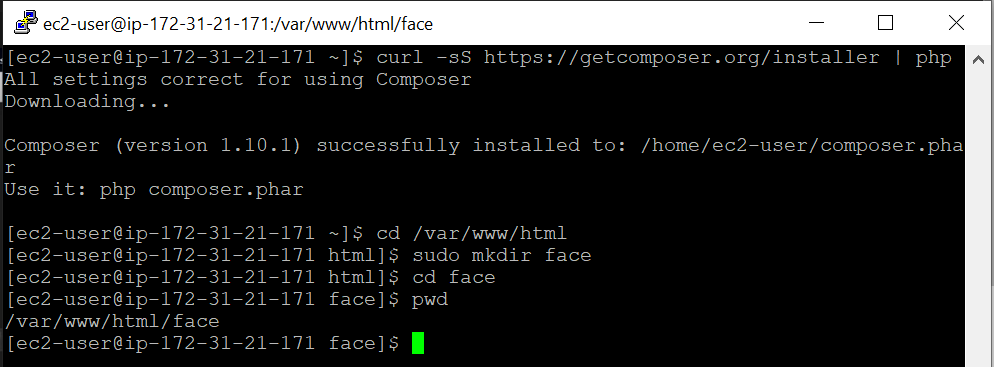 ec2-user@ip-172-31-21-171:/var/www/html/face
[ec2-user@ip-172-31-21-171 ~]$ curl -sS https://getcomposer.org/installer | php
All settings correct for using Composer
Downloading...
Composer (version 1.10.1) successfully installed to: /home/ec2-user/composer.pha
r
Use it: php composer.phar
[ec2-user@ip-172-31-21-171 ~]$ cd /var/www/html
[ec2-user@ip-172-31-21-171 html]$ sudo mkdir face
[ec2-user@ip-172-31-21-171 html]$ cd face
[ec2-user@ip-172-31-21-171 face]$ pwd
/var/www/html/face
[ec2-user@ip-172-31-21-171 face]$